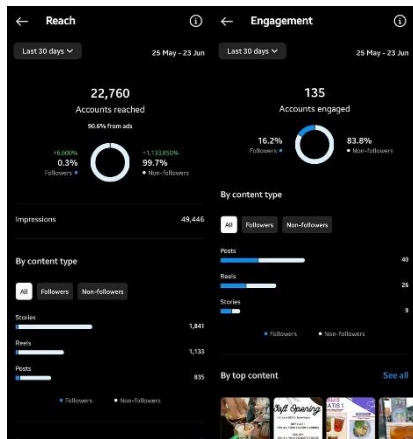 Reach
Last 30 days
25 May - 23 Jun
22,760
Accounts reached
90.6% from ads
+6,600%
0.3%
Followers
+1,133,850%
99.7%
Non-followers
Impressions
49,446
By content type
All
Followers
Non-followers
Stories
1,841
Reels
1,133
Posts
835
Followers
Non-followers
Engagement
Last 30 days
25 May - 23 Jun
135
Accounts engaged
16.2%
Followers
83.8%
Non-followers
By content type
All
Followers
Non-followers
Posts
40
Reels
26
Stories
9
Followers
Non-followers
By top content
See all
Soft Opening